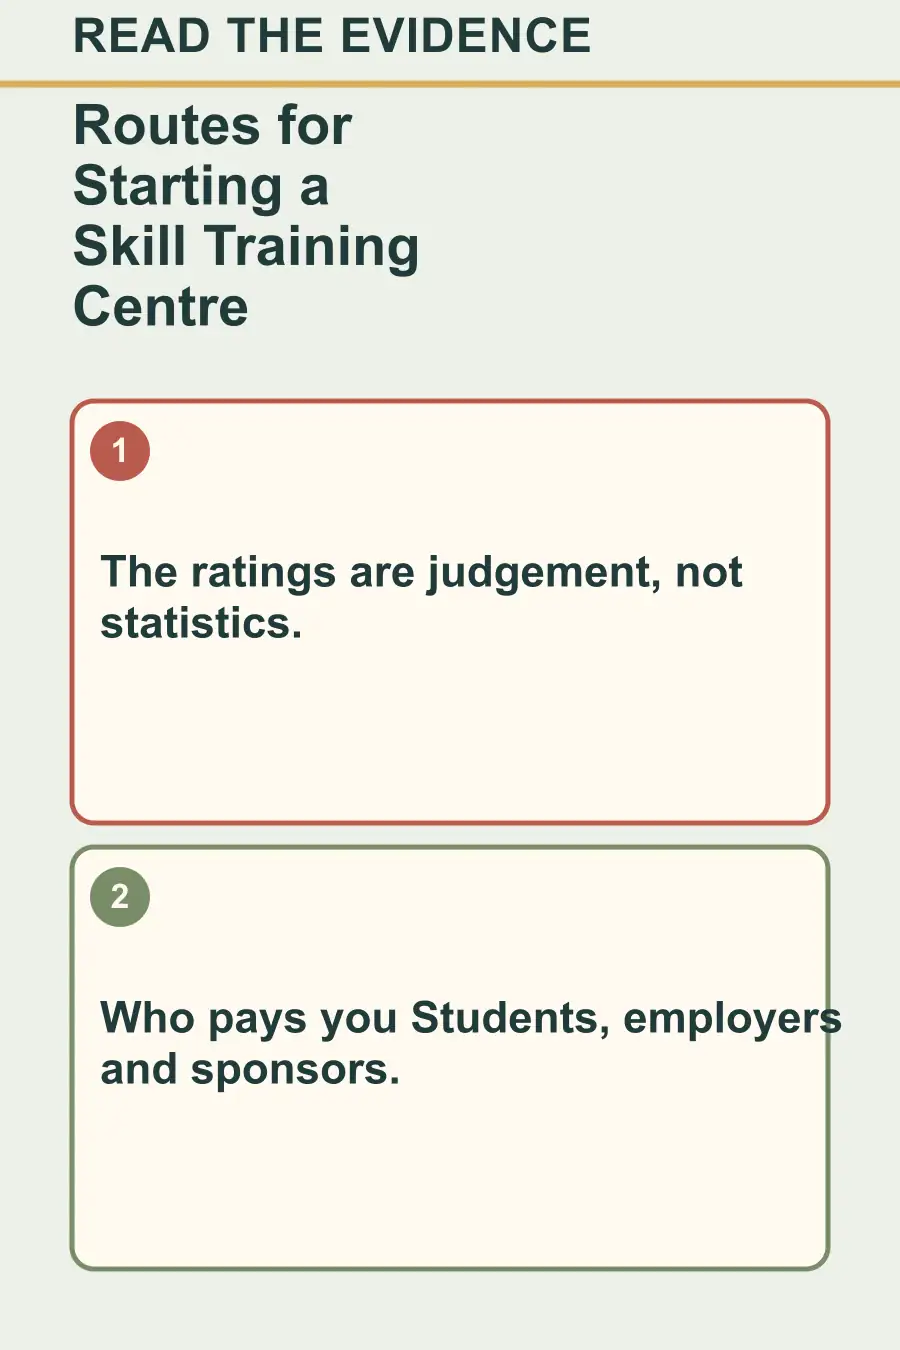 READ THE EVIDENCE
Routes for
Starting a
Skill Training
Centre
1
The ratings are judgement, not
statistics.
2
Who pays you Students, employers
and sponsors.